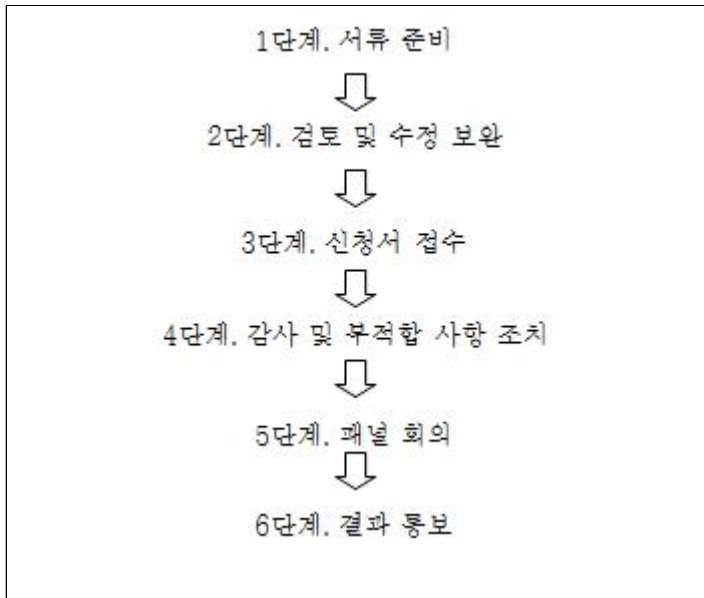 1단계. 서류 준비
2단계. 검토 및 수정 보완
3단계. 신청서 접수
4단계. 감사 및 부적합 사항 조치
5단계. 패널 회의
6단계. 결과 통보